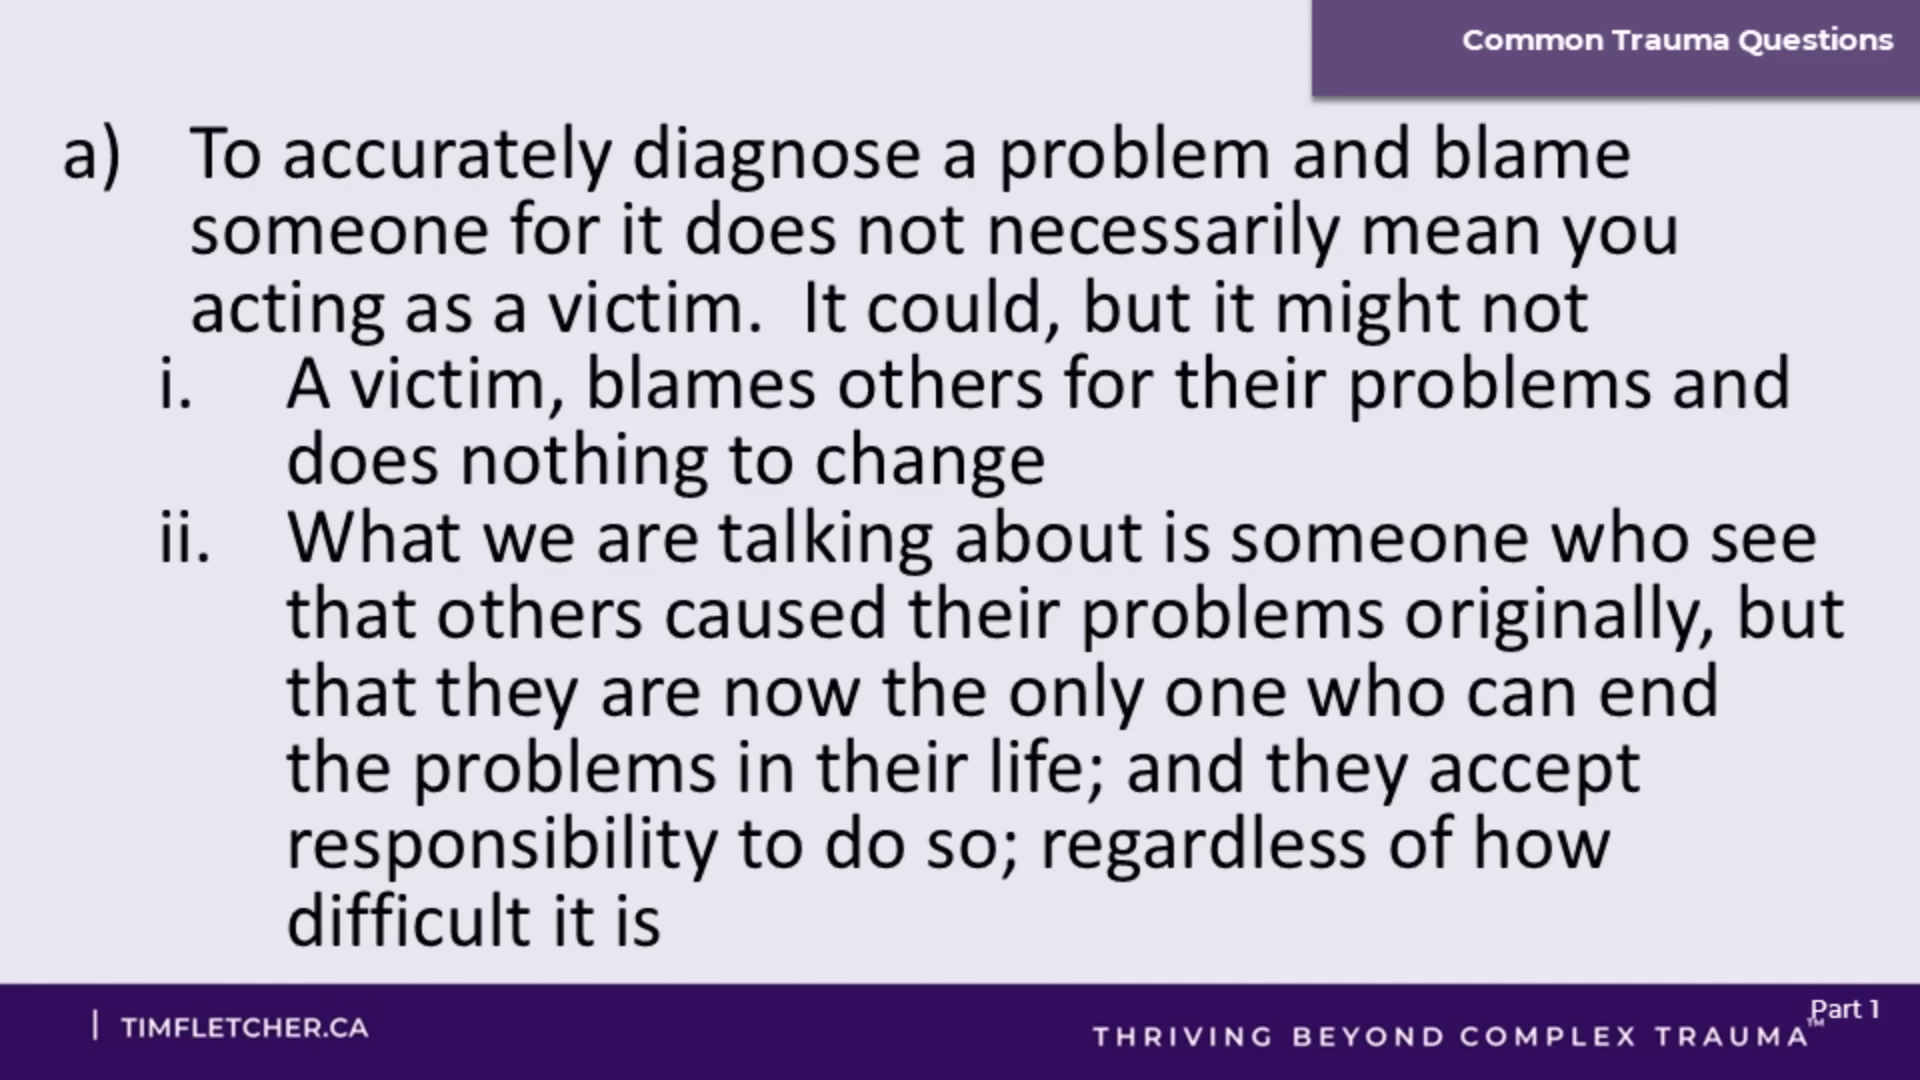 Common Trauma Questions
a) To accurately diagnose a problem and blame
someone for it does not necessarily mean you
acting as a victim.  It could, but it might not
i. A victim, blames others for their problems and
does nothing to change
ii. What we are talking about is someone who see
that others caused their problems originally, but
that they are now the only one who can end
the problems in their life; and they accept
responsibility to do so; regardless of how
difficult it is
| TIMFLETCHER.CA
THRIVING BEYOND COMPLEX TRAUMA™
Part 1